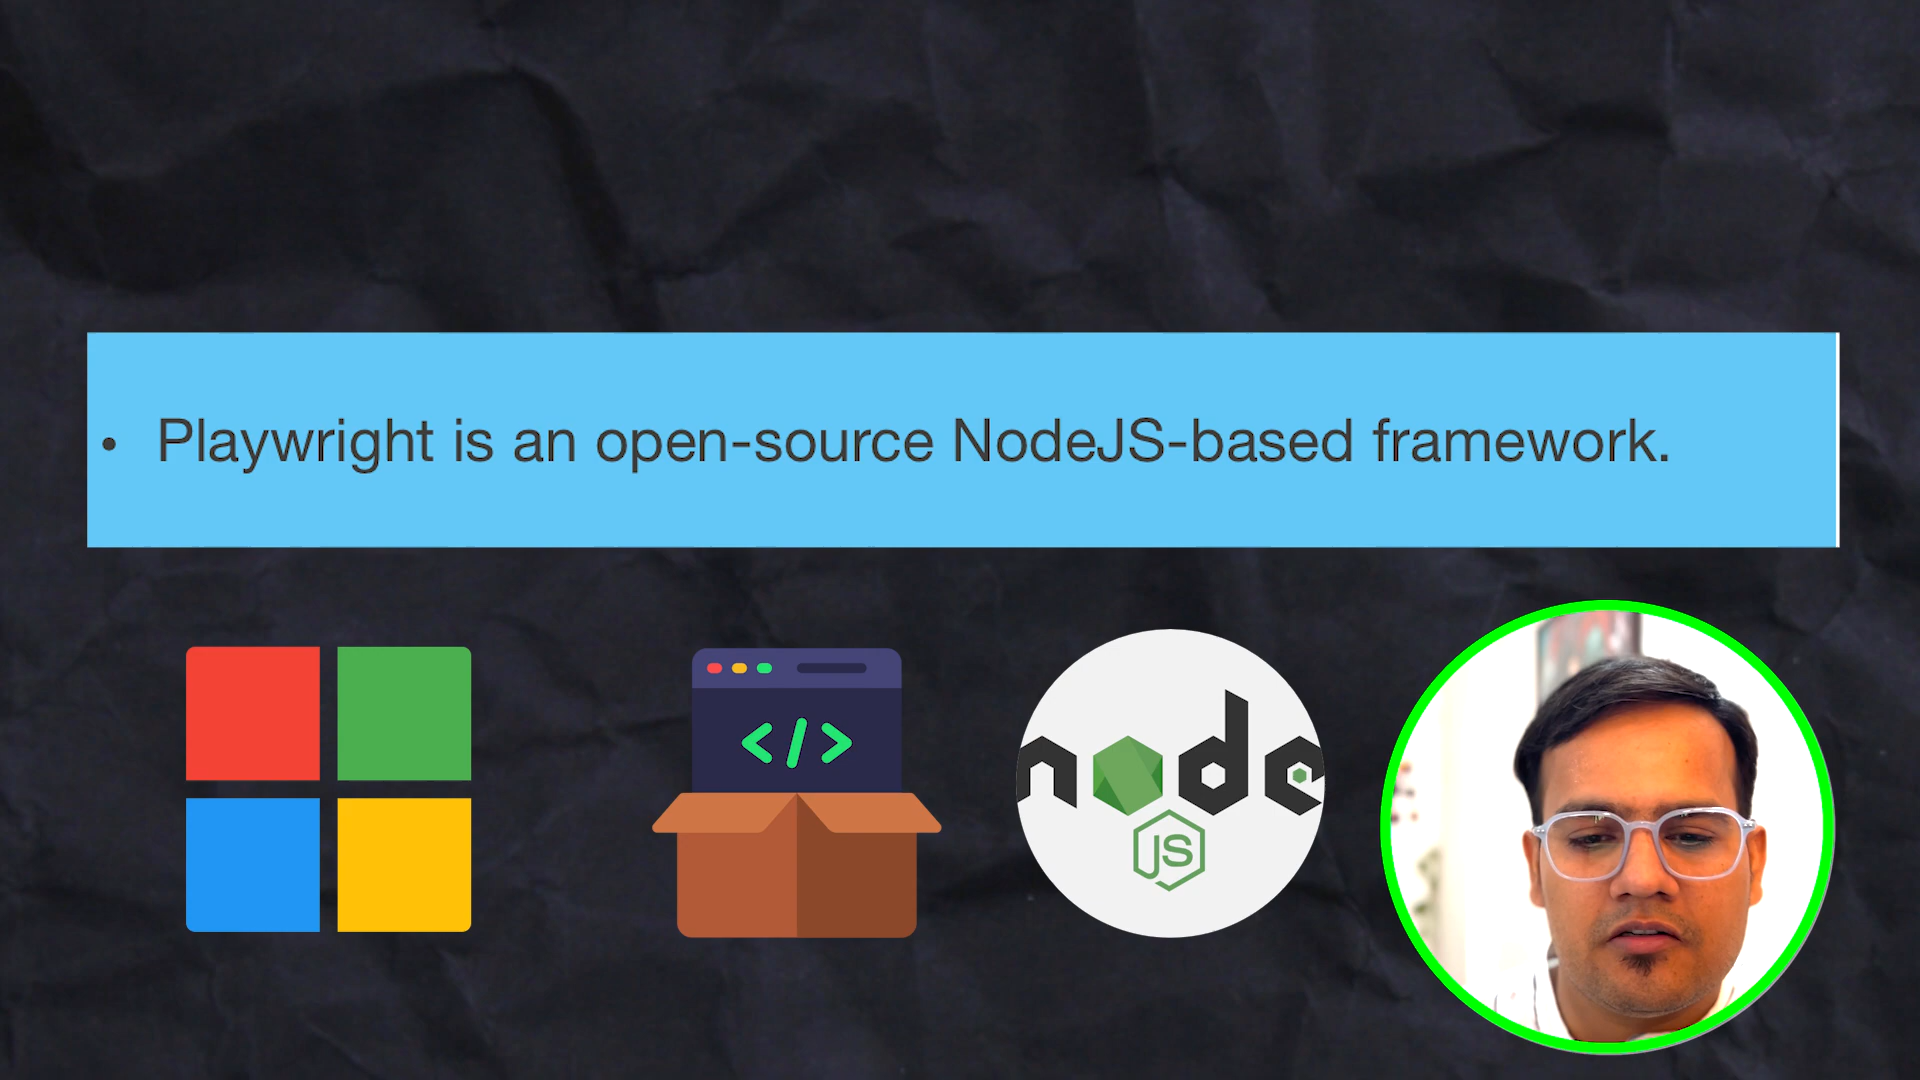 • Playwright is an open-source NodeJS-based framework.
</>
node
JS